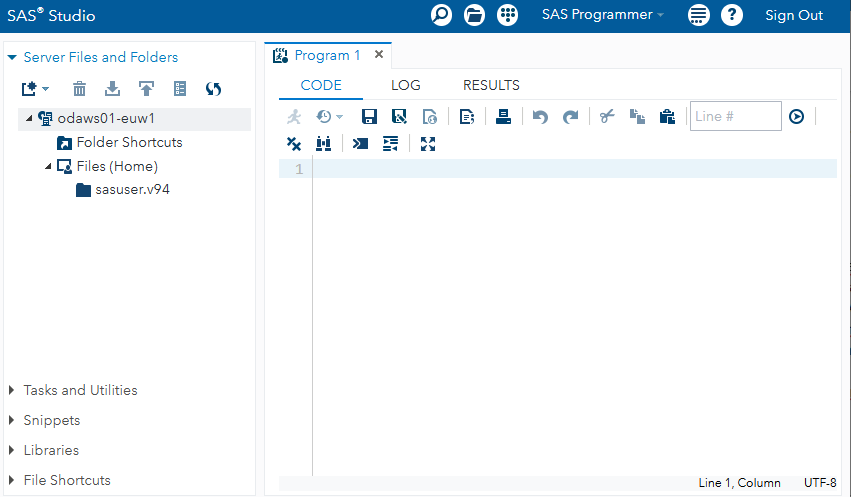 SAS® Studio
SAS Programmer
Sign Out
Server Files and Folders
odaws01-euw1
Folder Shortcuts
Files (Home)
sasuser.v94
Tasks and Utilities
Snippets
Libraries
File Shortcuts
Program 1
CODE LOG RESULTS
Line #
1
Line 1, Column UTF-8